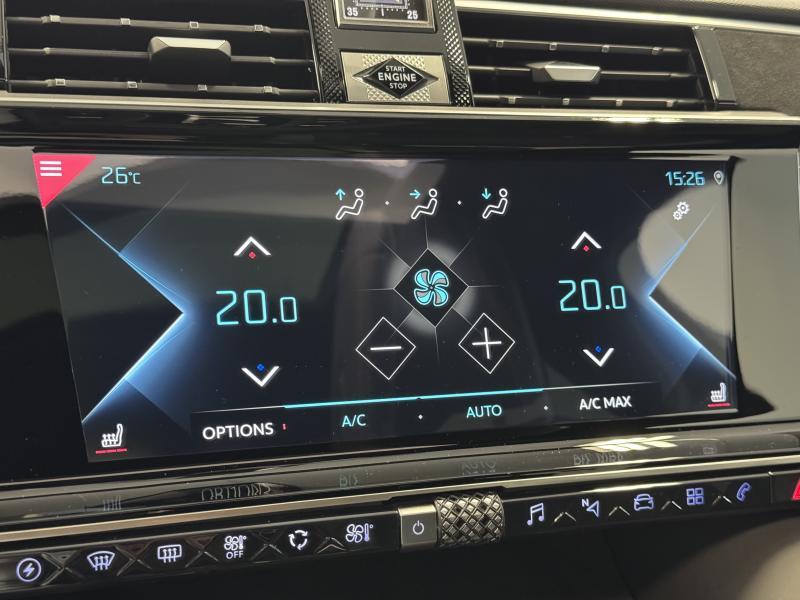 35 25
START
ENGINE
STOP
26°C
15:26
20.0
20.0
OPTIONS
A/C
AUTO
A/C MAX
OFF
N